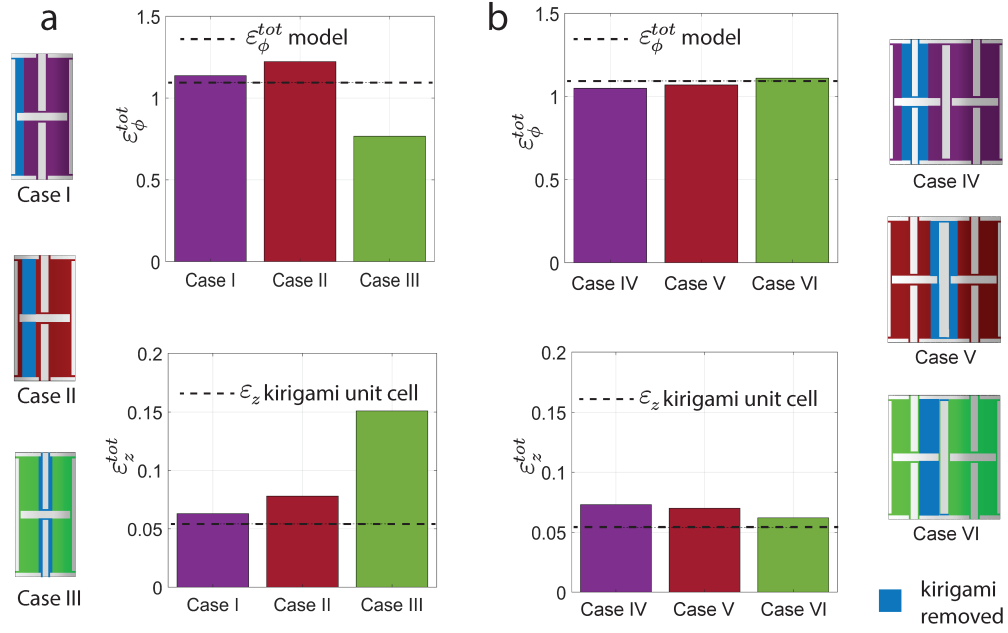 a
Case I
Case II
Case III
1.5
1
0.5
0
ε_ϕ^{tot}
ε_ϕ^{tot} model
Case I Case II Case III
0.2
0.15
0.1
0.05
0
ε_z^{tot}
ε_z kirigami unit cell
Case I Case II Case III
b
1.5
1
0.5
0
ε_ϕ^{tot}
ε_ϕ^{tot} model
Case IV Case V Case VI
0.2
0.15
0.1
0.05
0
ε_z^{tot}
ε_z kirigami unit cell
Case IV Case V Case VI
Case IV
Case V
Case VI
kirigami
removed